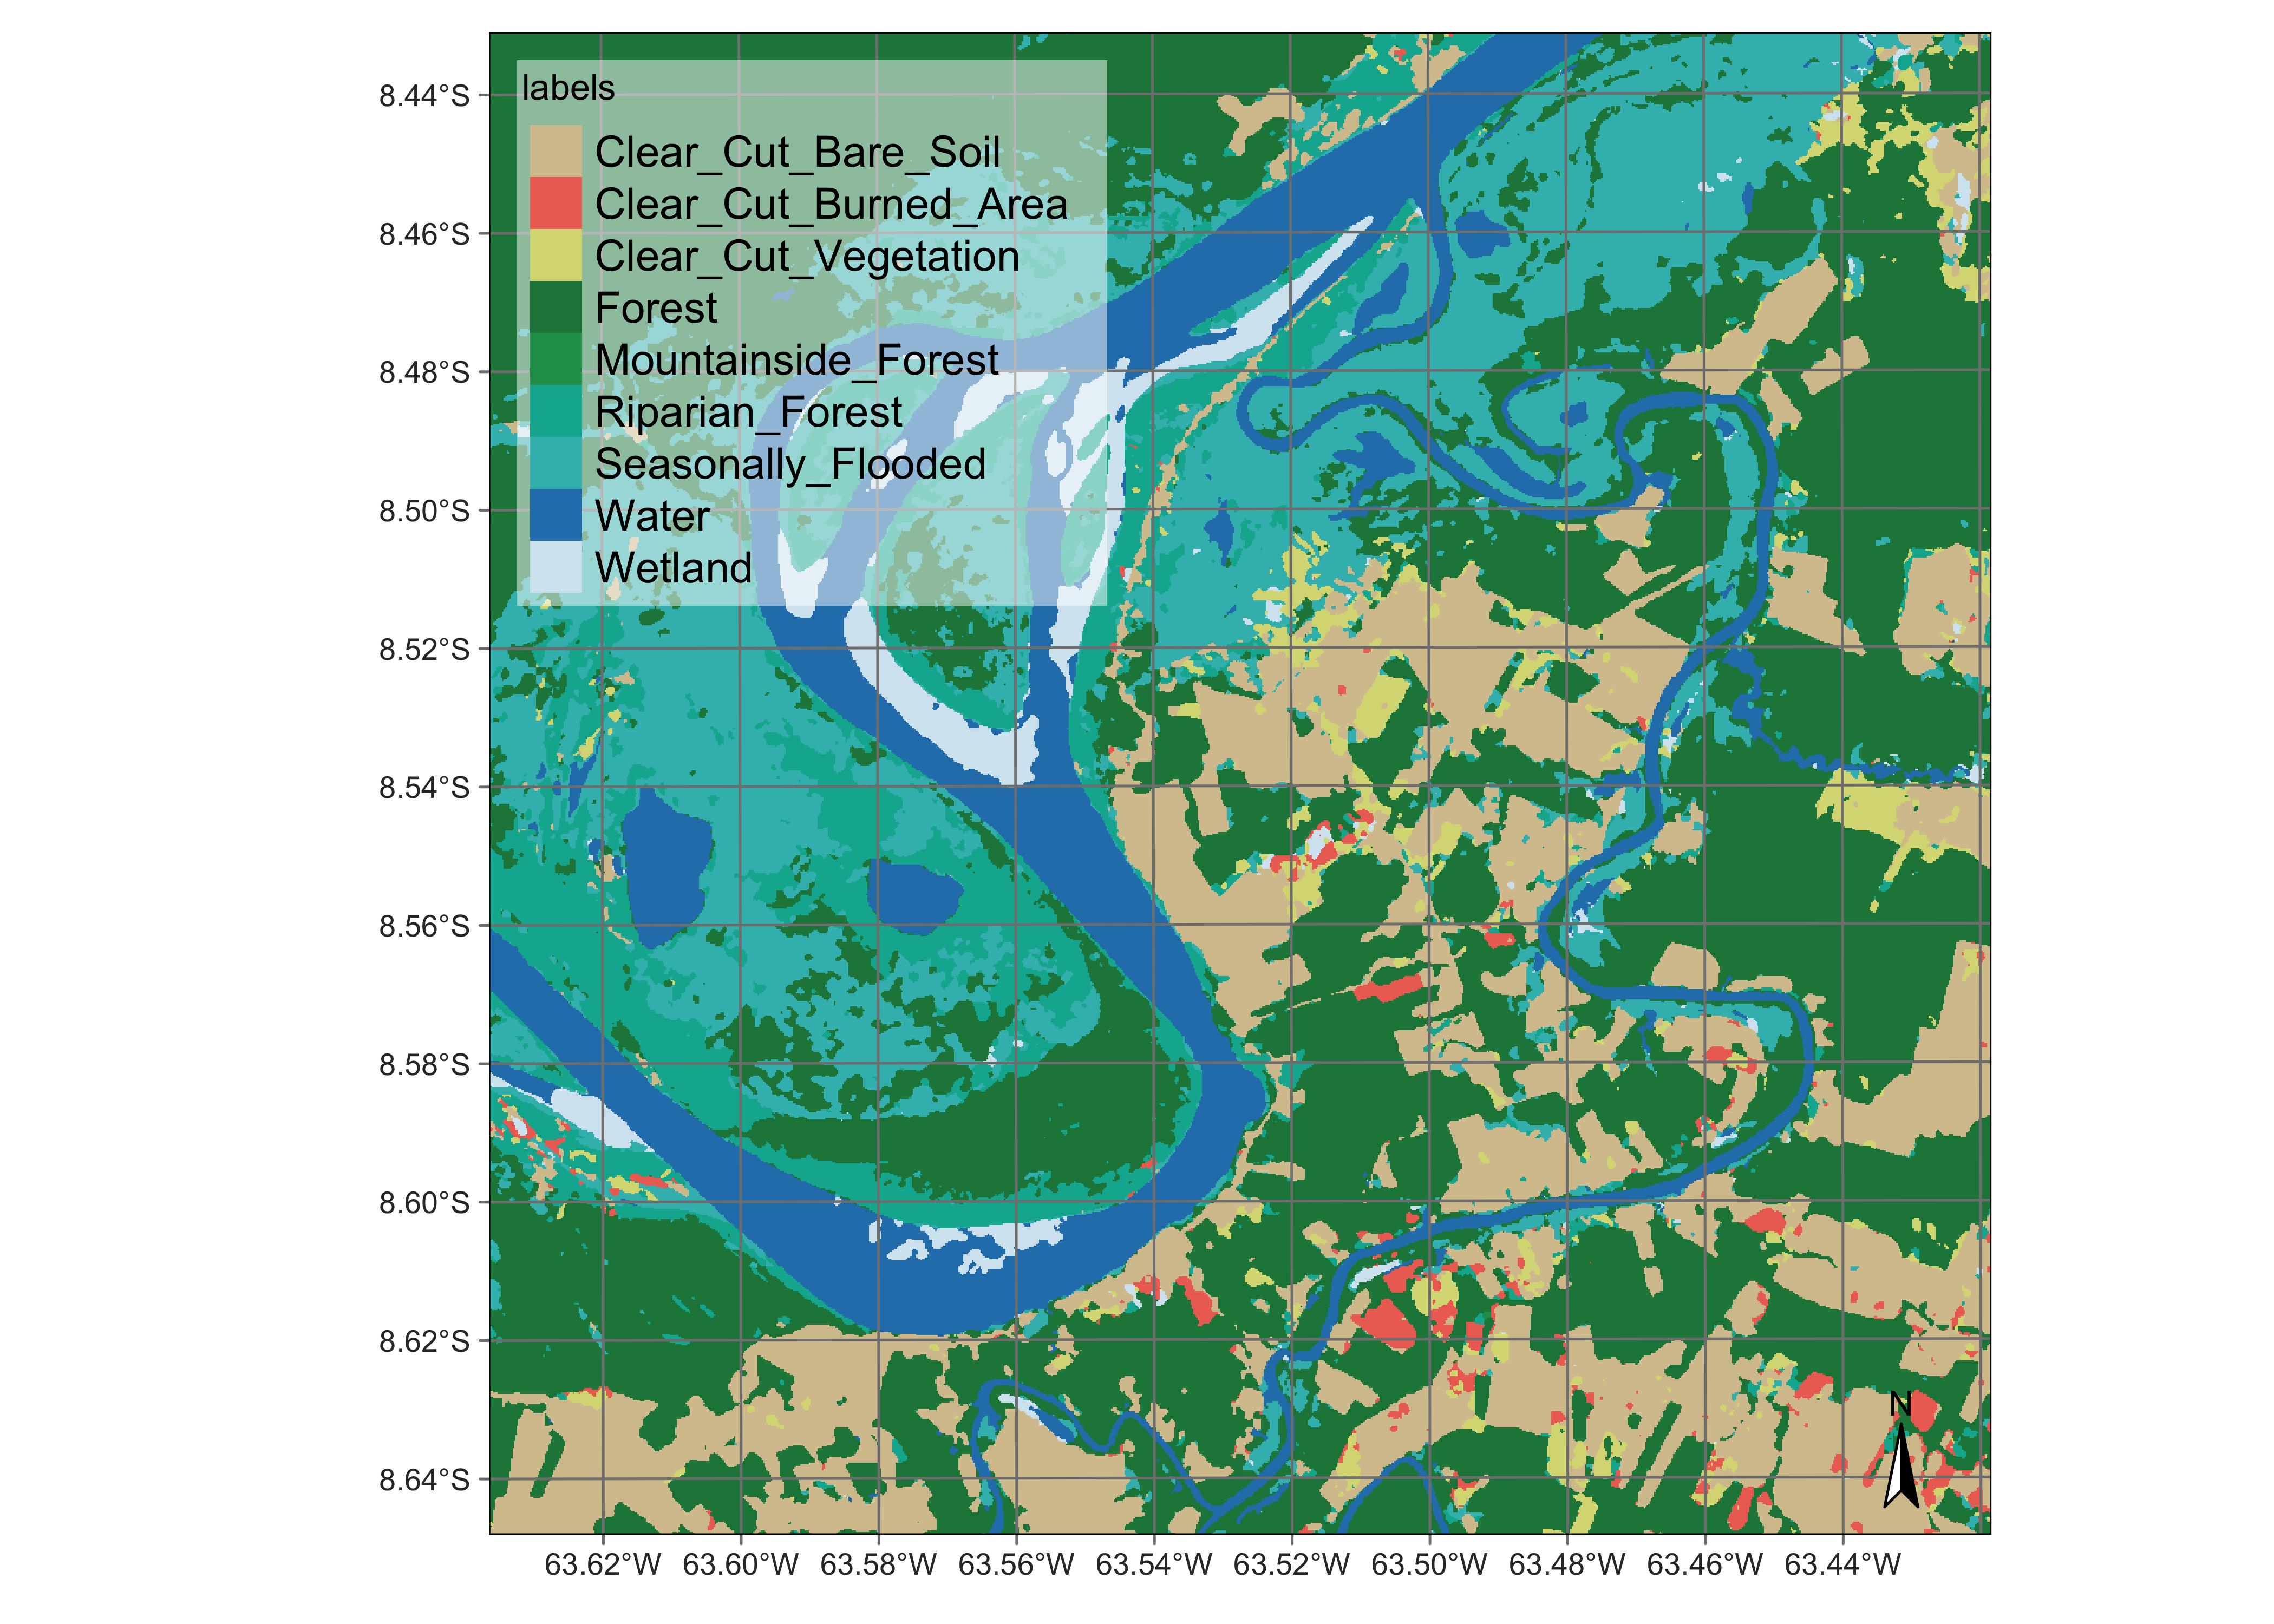 labels
Clear_Cut_Bare_Soil
Clear_Cut_Burned_Area
Clear_Cut_Vegetation
Forest
Mountainside_Forest
Riparian_Forest
Seasonally_Flooded
Water
Wetland
8.44°S
8.46°S
8.48°S
8.50°S
8.52°S
8.54°S
8.56°S
8.58°S
8.60°S
8.62°S
8.64°S
N
63.62°W 63.60°W 63.58°W 63.56°W 63.54°W 63.52°W 63.50°W 63.48°W 63.46°W 63.44°W